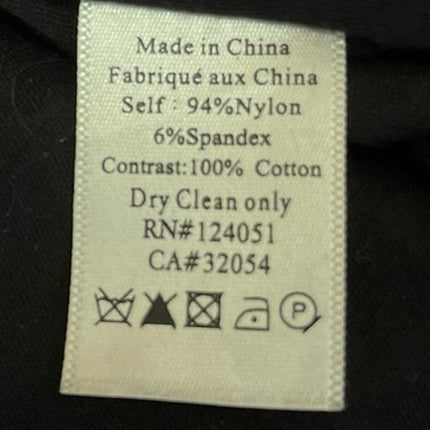 Made in China
Fabriqué aux China
Self : 94%Nylon
6%Spandex
Contrast:100% Cotton
Dry Clean only
RN#124051
CA#32054
P